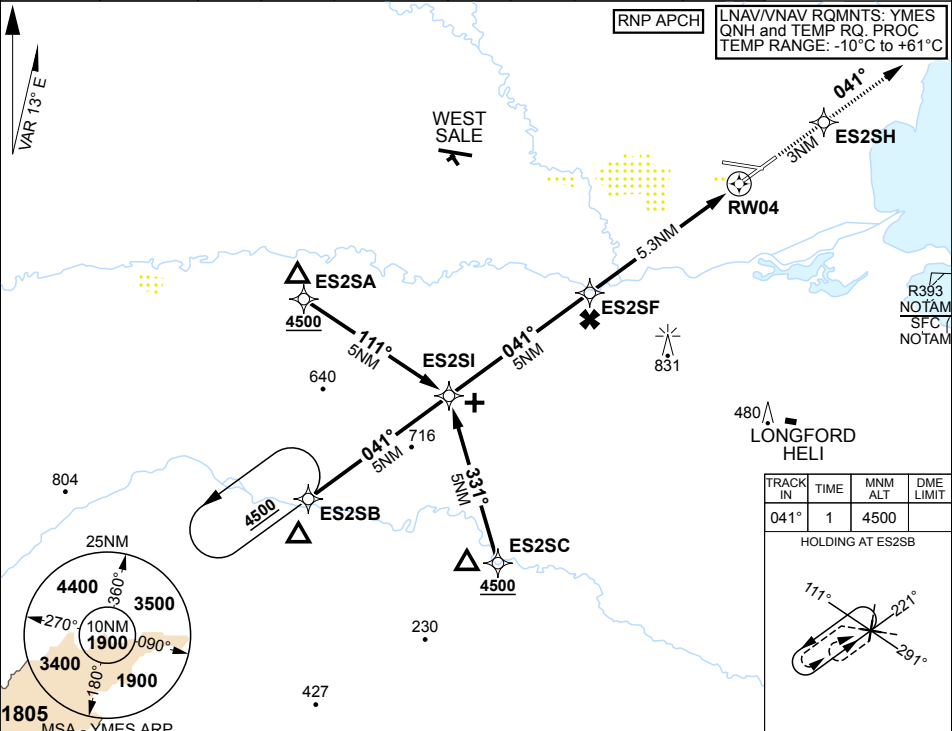 RNP APCH
LNAV/VNAV RQMNTS: YMES
QNH and TEMP RQ. PROC
TEMP RANGE: -10°C to +61°C
VAR 13° E
WEST
SALE
041°
3NM
ES2SH
RW04
5.3NM
ES2SA
4500
111°
5NM
ES2SF
041°
5NM
ES2SI
831
R393
NOTAM
SFC
NOTAM
640
716
041°
5NM
331°
5NM
480
LONGFORD
HELI
804
4500
ES2SB
ES2SC
4500
TRACK IN
TIME
MNM ALT
DME LIMIT
041°
1
4500
HOLDING AT ES2SB
111°
221°
291°
25NM
4400
360°
3500
270°
10NM
1900
090°
3400
180°
1900
1805
MSA - YMES ARP
230
427